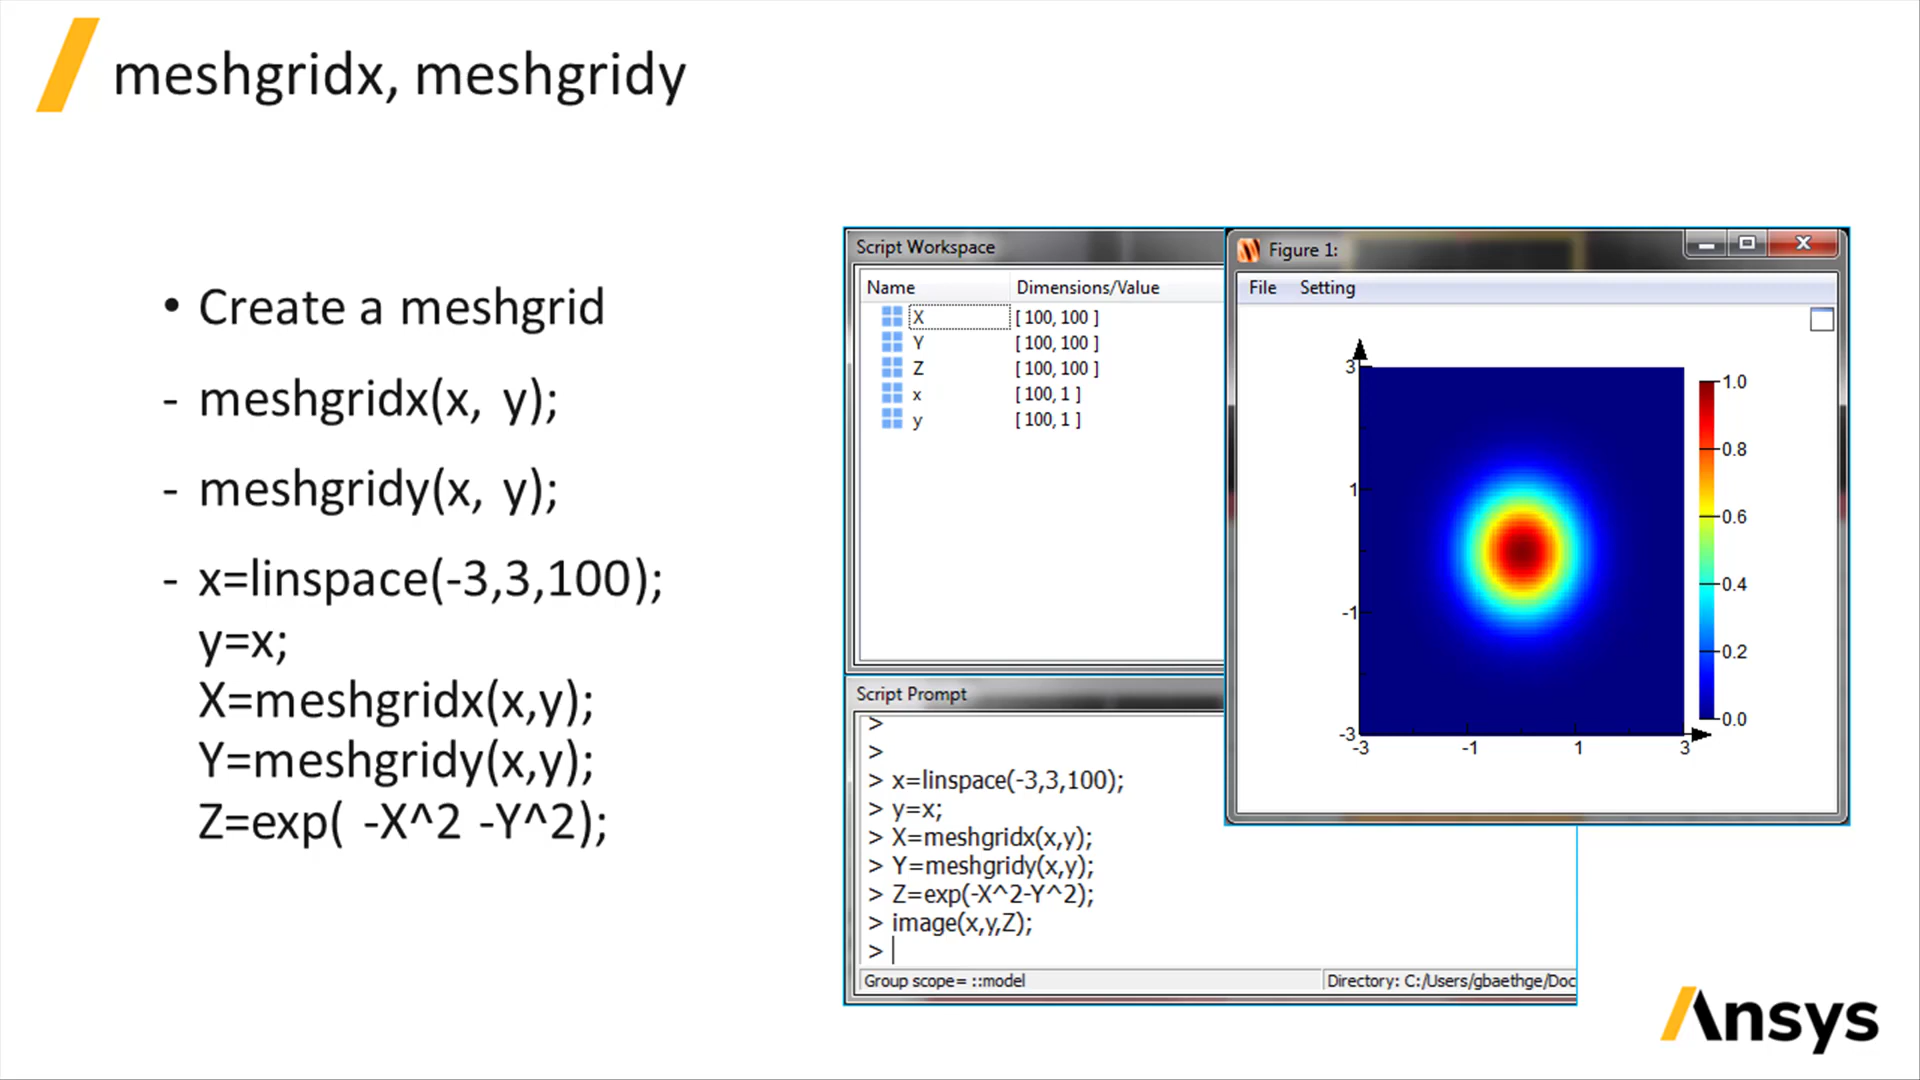 meshgridx, meshgridy
• Create a meshgrid
- meshgridx(x, y);
- meshgridy(x, y);
- x=linspace(-3,3,100);
y=x;
X=meshgridx(x,y);
Y=meshgridy(x,y);
Z=exp( -X^2 -Y^2);
Script Workspace
Name Dimensions/Value
X [ 100, 100 ]
Y [ 100, 100 ]
Z [ 100, 100 ]
x [ 100, 1 ]
y [ 100, 1 ]
Script Prompt
>
>
> x=linspace(-3,3,100);
> y=x;
> X=meshgridx(x,y);
> Y=meshgridy(x,y);
> Z=exp(-X^2-Y^2);
> image(x,y,Z);
>
Group scope= ::model
Directory: C:/Users/gbaethge/Doc
Figure 1:
File Setting
3
1
-1
-3
-3 -1 1 3
1.0
0.8
0.6
0.4
0.2
0.0
Ansys